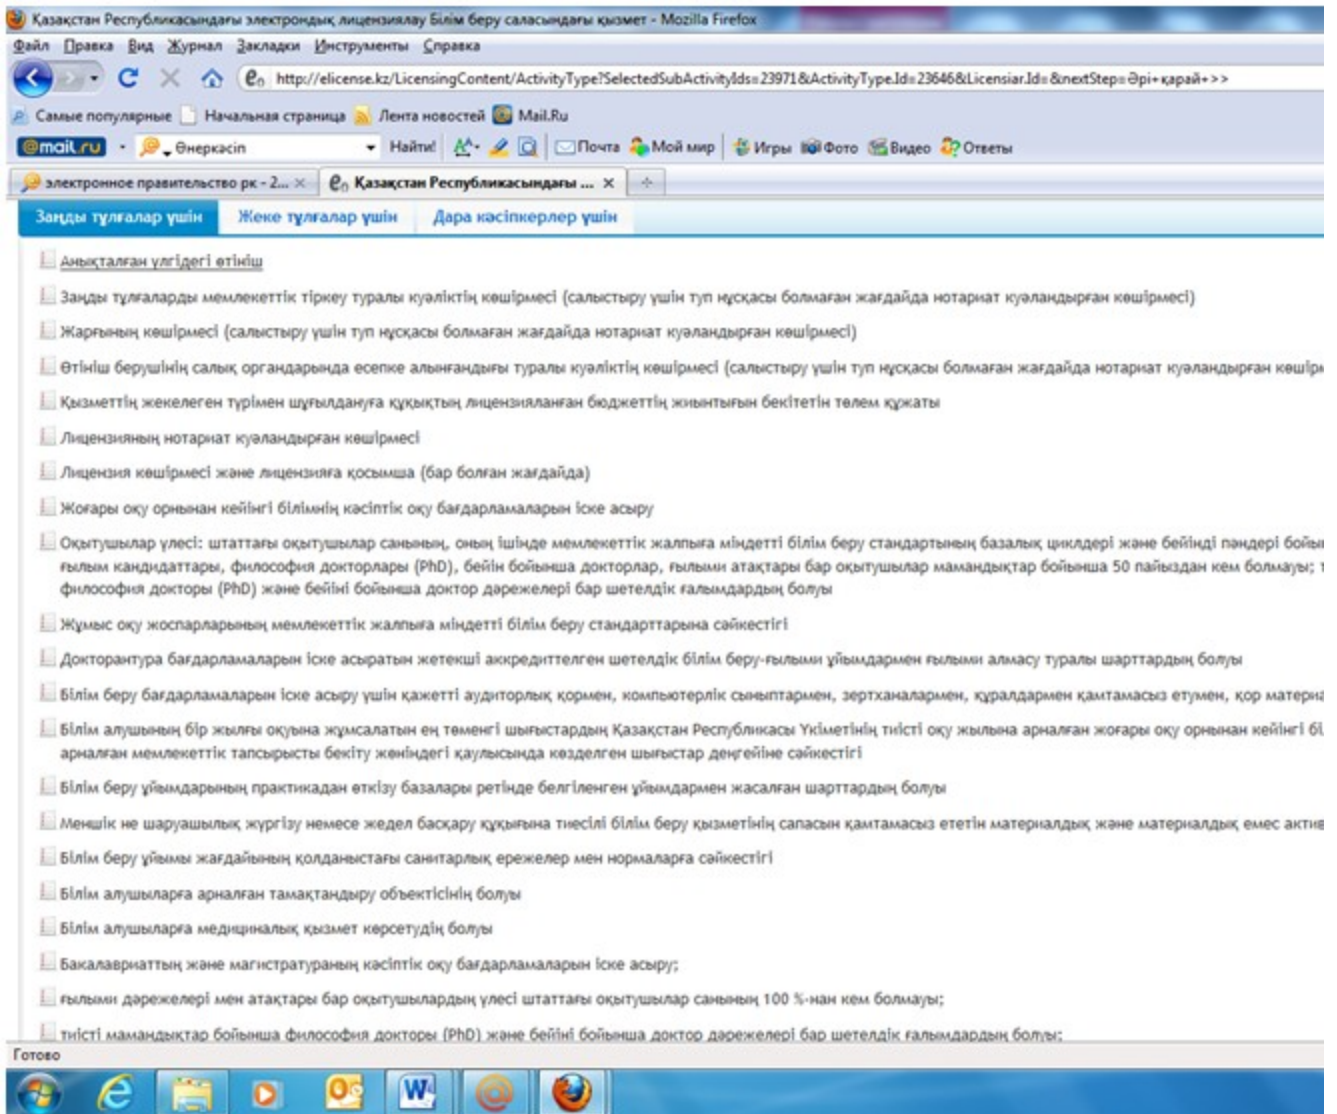 Қазақстан Республикасындағы электрондық лицензиялау Білім беру саласындағы қызмет - Mozilla Firefox
Файл Правка Вид Журнал Закладки Инструменты Справка
http://elicense.kz/LicensingContent/ActivityType?SelectedSubActivityIds=23971&ActivityType.Id=23646&Licensiar.Id=&nextStep=Әрі+қарай+>>
Самые популярные Начальная страница Лента новостей Mail.Ru
@mail.ru Өнеркәсіп Найти! Почта Мой мир Игры Фото Видео Ответы
электронное правительство рк - 2... Қазақстан Республикасындағы ...
Заңды тұлғалар үшін Жеке тұлғалар үшін Дара кәсіпкерлер үшін
Анықталған үлгідегі өтініш
Заңды тұлғаларды мемлекеттік тіркеу туралы куәліктің көшірмесі (салыстыру үшін түп нұсқасы болмаған жағдайда нотариат куәландырған көшірмесі)
Жарғының көшірмесі (салыстыру үшін түп нұсқасы болмаған жағдайда нотариат куәландырған көшірмесі)
Өтініш берушінің салық органдарында есепке алынғандығы туралы куәліктің көшірмесі (салыстыру үшін түп нұсқасы болмаған жағдайда нотариат куәландырған көшірм
Қызметтің жекелеген түрімен шұғылдануға құқықтың лицензияланған бюджеттің жиынтығын бекітетін төлем құжаты
Лицензияның нотариат куәландырған көшірмесі
Лицензия көшірмесі және лицензияға қосымша (бар болған жағдайда)
Жоғары оқу орнынан кейінгі білімнің кәсіптік оқу бағдарламаларын іске асыру
Оқытушылар үлесі: штаттағы оқытушылар санының, оның ішінде мемлекеттік жалпыға міндетті білім беру стандартының базалық циклдері және бейінді пәндері бойы
ғылым кандидаттары, философия докторлары (PhD), бейін бойынша докторлар, ғылыми атақтары бар оқытушылар мамандықтар бойынша 50 пайыздан кем болмауы; т
философия докторы (PhD) және бейіні бойынша доктор дәрежелері бар шетелдік ғалымдардың болуы
Жұмыс оқу жоспарларының мемлекеттік жалпыға міндетті білім беру стандарттарына сәйкестігі
Докторантура бағдарламаларын іске асыратын жетекші аккредиттелген шетелдік білім беру-ғылыми ұйымдармен ғылыми алмасу туралы шарттардың болуы
Білім беру бағдарламаларын іске асыру үшін қажетті аудиторлық қормен, компьютерлік сыныптармен, зертханалармен, құралдармен қамтамасыз етумен, қор материа
Білім алушының бір жылғы оқуына жұмсалатын ең төменгі шығыстардың Қазақстан Республикасы Үкіметінің тиісті оқу жылына арналған жоғары оқу орнынан кейінгі біл
арналған мемлекеттік тапсырысты бекіту жөніндегі қаулысында көзделген шығыстар деңгейіне сәйкестігі
Білім беру ұйымдарының практикадан өткізу базалары ретінде белгіленген ұйымдармен жасалған шарттардың болуы
Меншік не шаруашылық жүргізу немесе жедел басқару құқығына тиесілі білім беру қызметінің сапасын қамтамасыз ететін материалдық және материалдық емес актив
Білім беру ұйымы жағдайының қолданыстағы санитарлық ережелер мен нормаларға сәйкестігі
Білім алушыларға арналған тамақтандыру объектісінің болуы
Білім алушыларға медициналық қызмет көрсетудің болуы
Бакалавриаттың және магистратураның кәсіптік оқу бағдарламаларын іске асыру;
ғылыми дәрежелері мен атақтары бар оқытушылардың үлесі штаттағы оқытушылар санының 100 %-нан кем болмауы;
тиісті мамандықтар бойынша философия докторы (PhD) және бейіні бойынша доктор дәрежелері бар шетелдік ғалымдардың болуы;
Готово